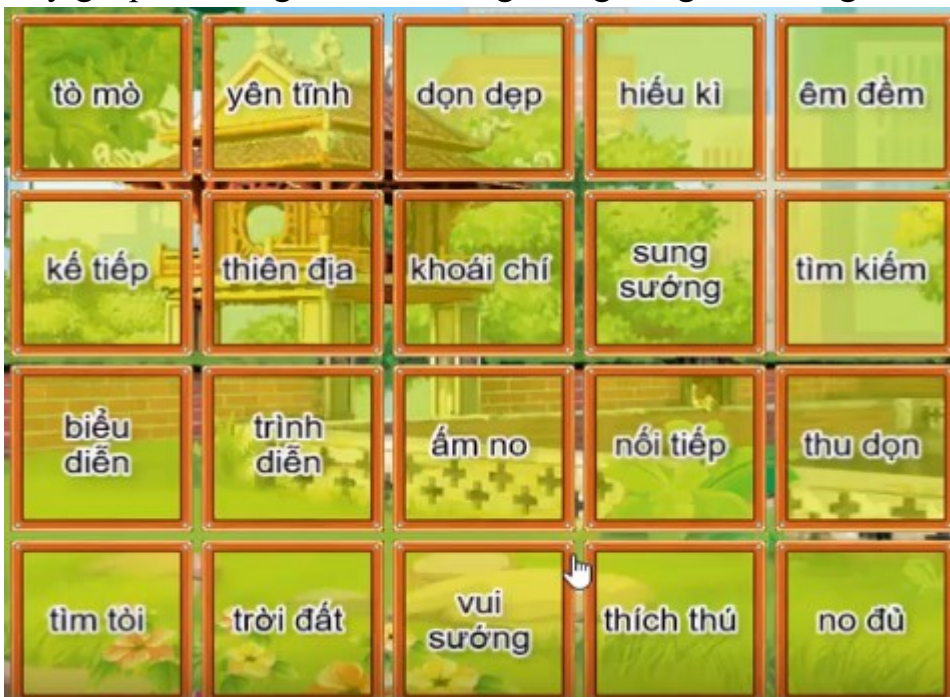 tò mò
yên tĩnh
dọn dẹp
hiếu kì
êm đềm
kế tiếp
thiên địa
khoái chí
sung
sướng
tìm kiếm
biểu
diễn
trình
diễn
ấm no
nối tiếp
thu dọn
tìm tòi
trời đất
vui
sướng
thích thú
no đủ